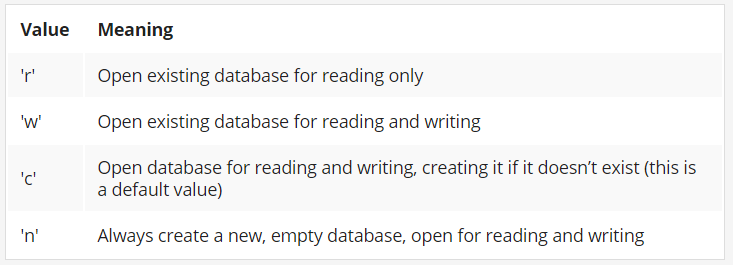 Value Meaning
'r' Open existing database for reading only
'w' Open existing database for reading and writing
'c' Open database for reading and writing, creating it if it doesn’t exist (this is
a default value)
'n' Always create a new, empty database, open for reading and writing